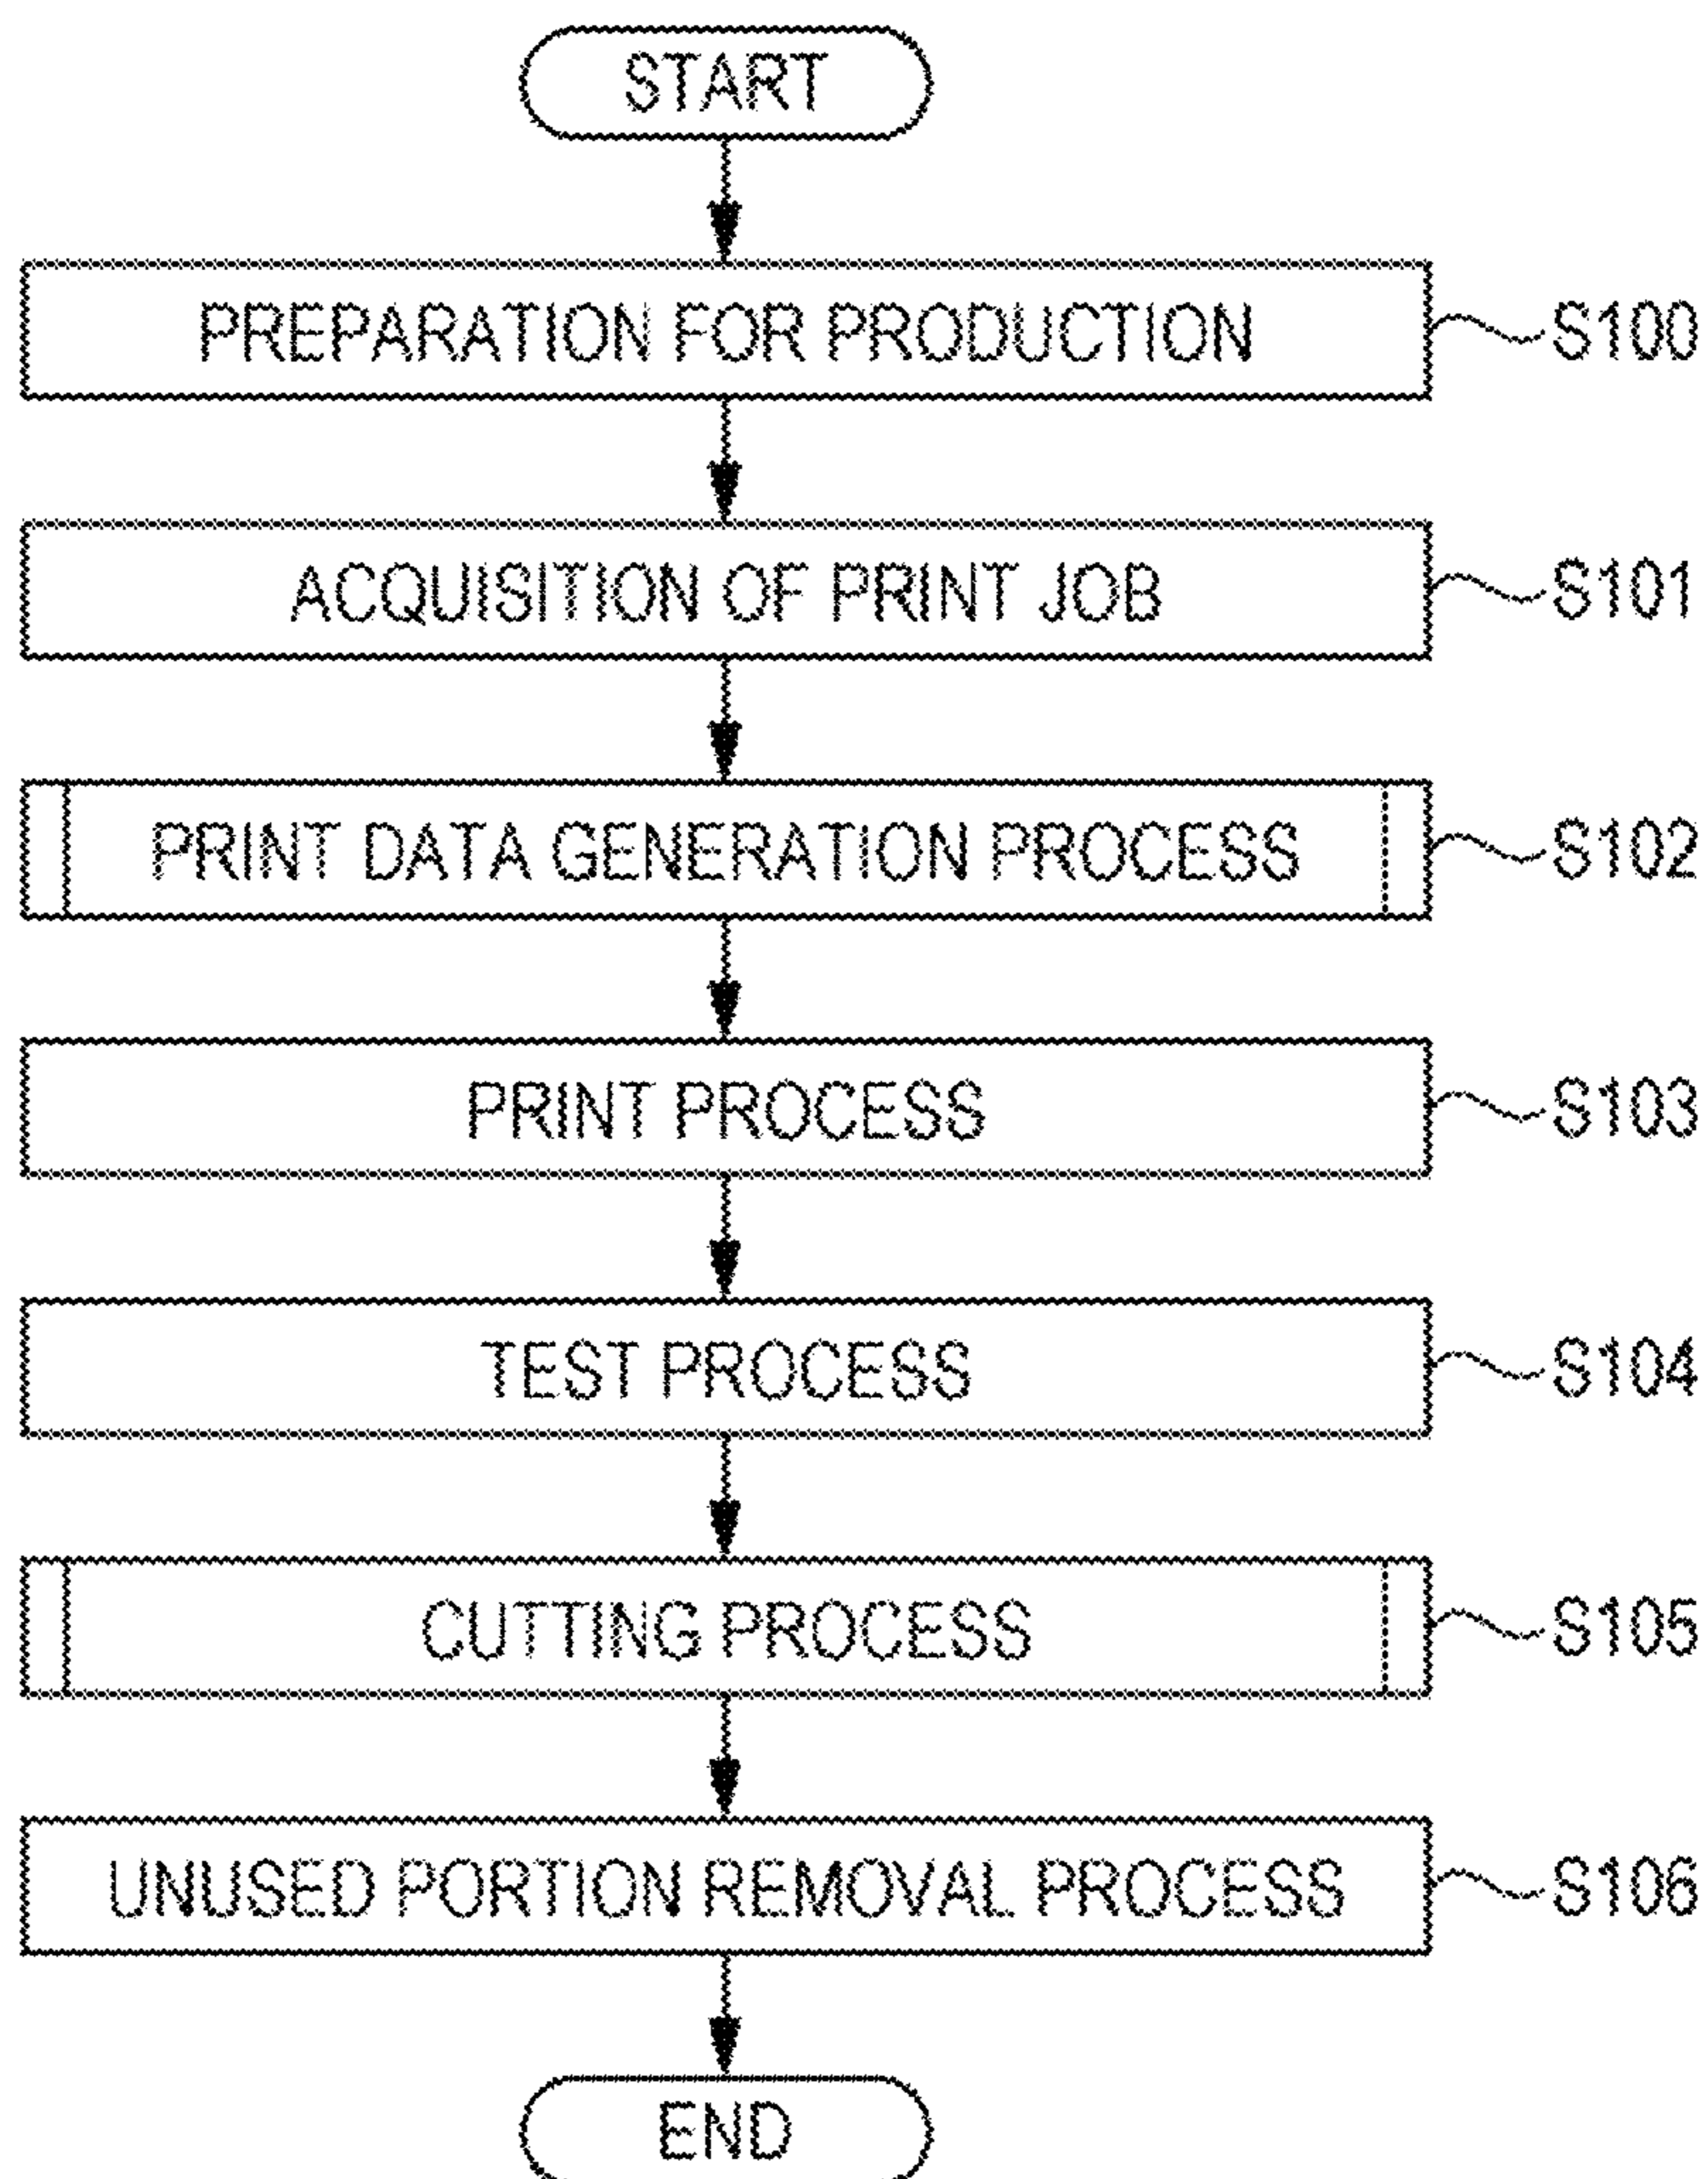 START
PREPARATION FOR PRODUCTION S100
ACQUISITION OF PRINT JOB S101
PRINT DATA GENERATION PROCESS S102
PRINT PROCESS S103
TEST PROCESS S104
CUTTING PROCESS S105
UNUSED PORTION REMOVAL PROCESS S106
END